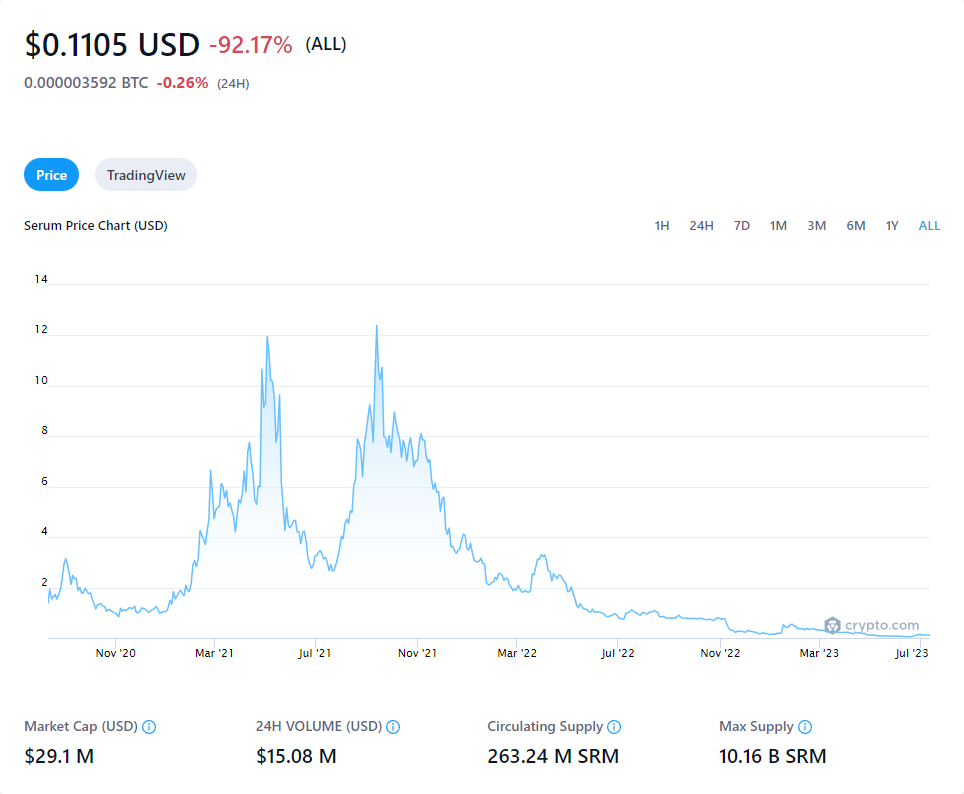 $0.1105 USD -92.17% (ALL)
0.000003592 BTC -0.26% (24H)
Price TradingView
Serum Price Chart (USD) 1H 24H 7D 1M 3M 6M 1Y ALL
14
12
10
8
6
4
2
crypto.com
Nov '20 Mar '21 Jul '21 Nov '21 Mar '22 Jul '22 Nov '22 Mar '23 Jul '23
Market Cap (USD) 24H VOLUME (USD) Circulating Supply Max Supply
$29.1 M $15.08 M 263.24 M SRM 10.16 B SRM